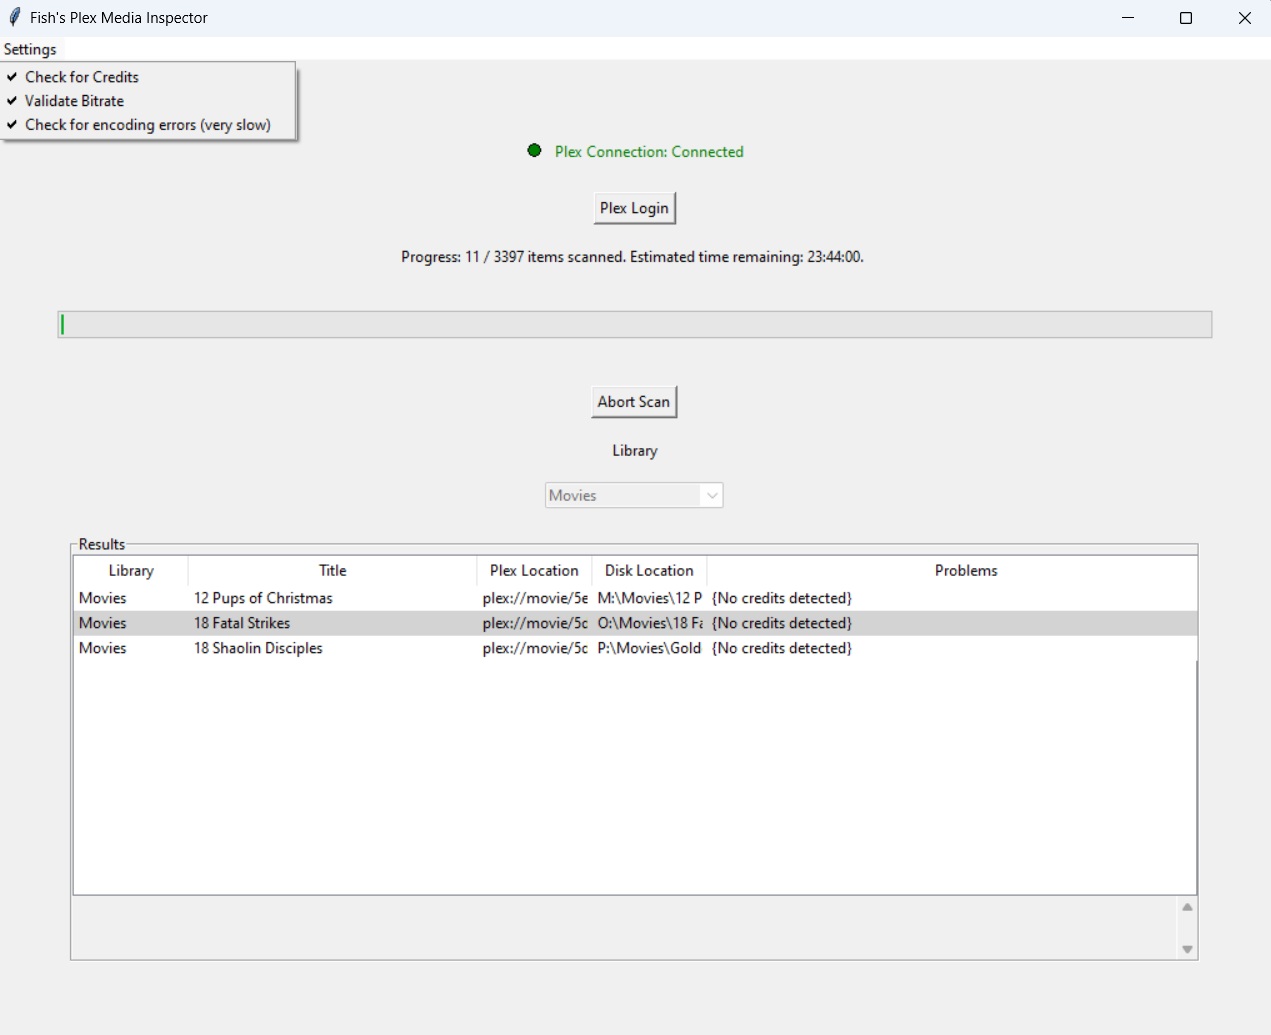 Fish's Plex Media Inspector
Settings
Check for Credits
Validate Bitrate
Check for encoding errors (very slow)
Plex Connection: Connected
Plex Login
Progress: 11 / 3397 items scanned. Estimated time remaining: 23:44:00.
Abort Scan
Library
Movies
Results
Library Title Plex Location Disk Location Problems
Movies 12 Pups of Christmas plex://movie/5e M:\Movies\12 P {No credits detected}
Movies 18 Fatal Strikes plex://movie/5c O:\Movies\18 Fa {No credits detected}
Movies 18 Shaolin Disciples plex://movie/5c P:\Movies\Gold {No credits detected}